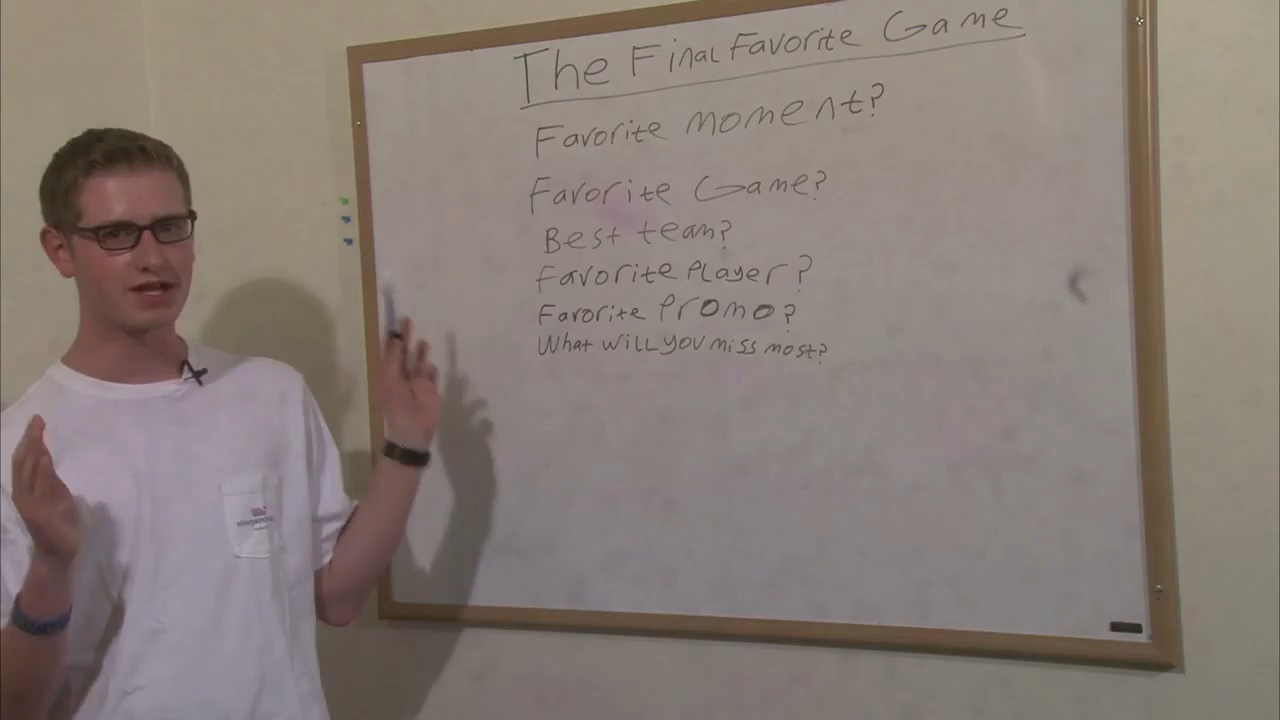 The Final Favorite Game
Favorite moment?
Favorite Game?
Best team?
Favorite Player?
Favorite Promo?
What will you miss most?